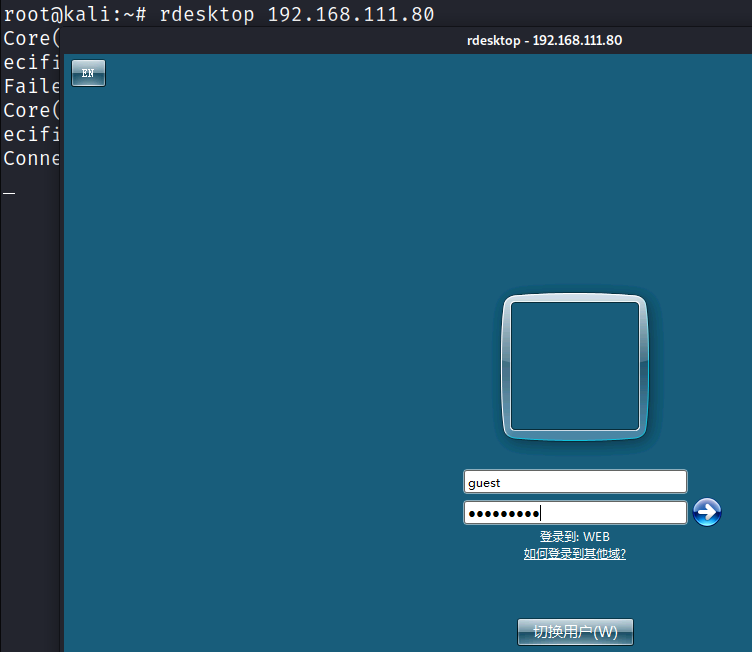 root@kali:~# rdesktop 192.168.111.80
Core(
rdesktop - 192.168.111.80
ecifi
EN
Faile
Core(
ecifi
Conne
guest
●●●●●●●●●
登录到: WEB
如何登录到其他域?
切换用户(W)